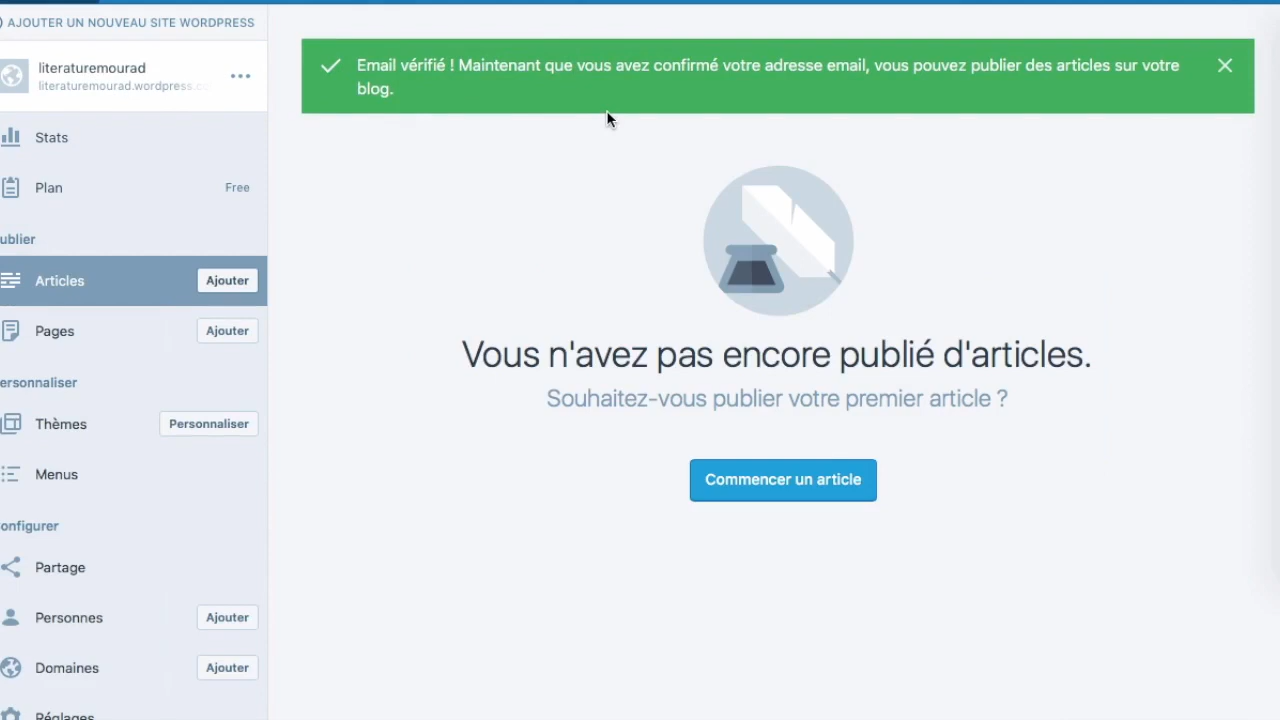 AJOUTER UN NOUVEAU SITE WORDPRESS
literaturemourad
literaturemourad.wordpress.co
Stats
Plan Free
ublier
Articles Ajouter
Pages Ajouter
ersonnaliser
Thèmes Personnaliser
Menus
onfigurer
Partage
Personnes Ajouter
Domaines Ajouter
Réglages
Email vérifié ! Maintenant que vous avez confirmé votre adresse email, vous pouvez publier des articles sur votre
blog.
Vous n'avez pas encore publié d'articles.
Souhaitez-vous publier votre premier article ?
Commencer un article